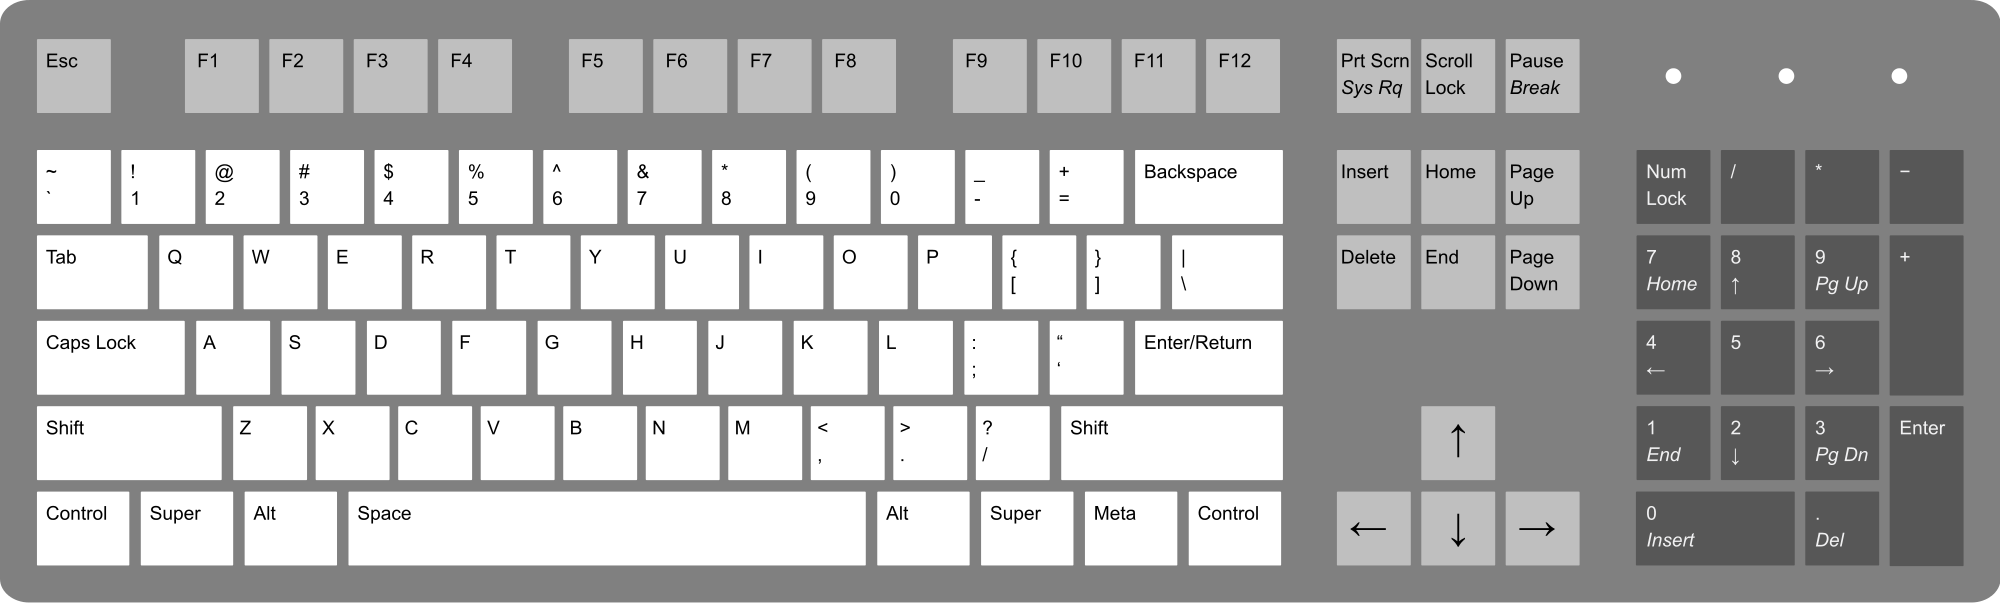 Esc F1 F2 F3 F4 F5 F6 F7 F8 F9 F10 F11 F12 Prt Scrn Scroll Pause
Sys Rq Lock Break
~ ! @ # $ % ^ & * ( ) _ + Backspace Insert Home Page Num / * −
` 1 2 3 4 5 6 7 8 9 0 - = Up Lock
Tab Q W E R T Y U I O P { } | Delete End Page 7 8 9 +
[ ] \ Down Home ↑ Pg Up
Caps Lock A S D F G H J K L : “ Enter/Return 4 5 6
; ‘ ← →
Shift Z X C V B N M < > ? Shift ↑ 1 2 3 Enter
, . / End ↓ Pg Dn
Control Super Alt Space Alt Super Meta Control ← ↓ → 0 .
Insert Del